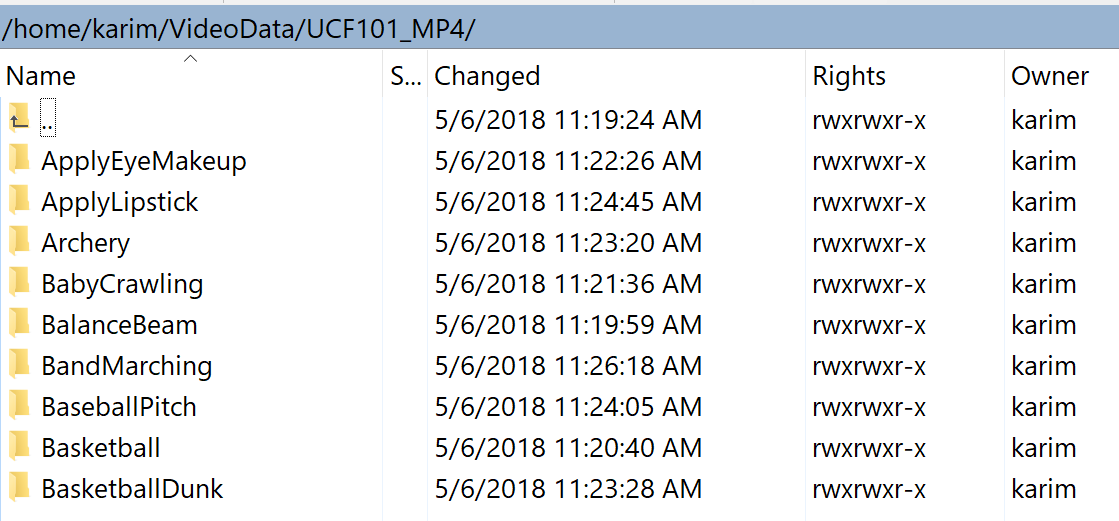 /home/karim/VideoData/UCF101_MP4/
Name S... Changed Rights Owner
.. 5/6/2018 11:19:24 AM rwxrwxr-x karim
ApplyEyeMakeup 5/6/2018 11:22:26 AM rwxrwxr-x karim
ApplyLipstick 5/6/2018 11:24:45 AM rwxrwxr-x karim
Archery 5/6/2018 11:23:20 AM rwxrwxr-x karim
BabyCrawling 5/6/2018 11:21:36 AM rwxrwxr-x karim
BalanceBeam 5/6/2018 11:19:59 AM rwxrwxr-x karim
BandMarching 5/6/2018 11:26:18 AM rwxrwxr-x karim
BaseballPitch 5/6/2018 11:24:05 AM rwxrwxr-x karim
Basketball 5/6/2018 11:20:40 AM rwxrwxr-x karim
BasketballDunk 5/6/2018 11:23:28 AM rwxrwxr-x karim